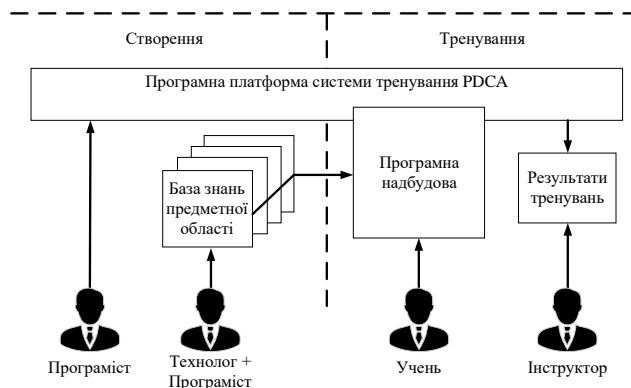 Створення
Тренування
Програмна платформа системи тренування PDCA
База знань
предметної
області
Програмна
надбудова
Результати
тренувань
Програміст
Технолог +
Програміст
Учень
Інструктор